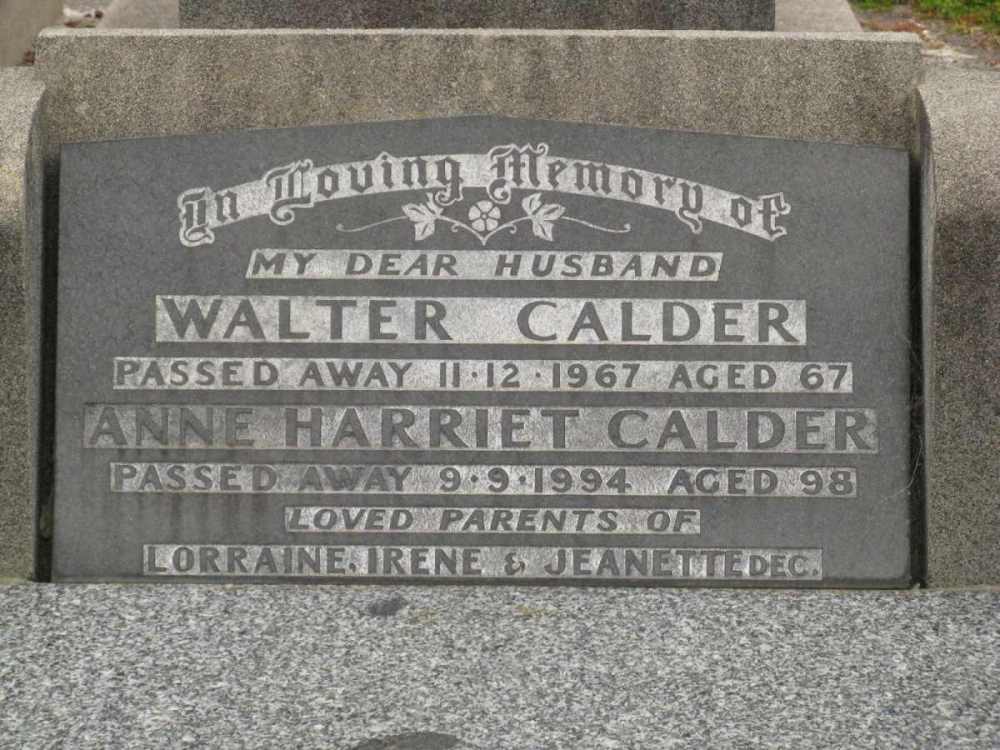 In Loving Memory of
MY DEAR HUSBAND
WALTER CALDER
PASSED AWAY 11·12·1967 AGED 67
ANNE HARRIET CALDER
PASSED AWAY 9·9·1994 AGED 98
LOVED PARENTS OF
LORRAINE, IRENE & JEANETTE DEC.